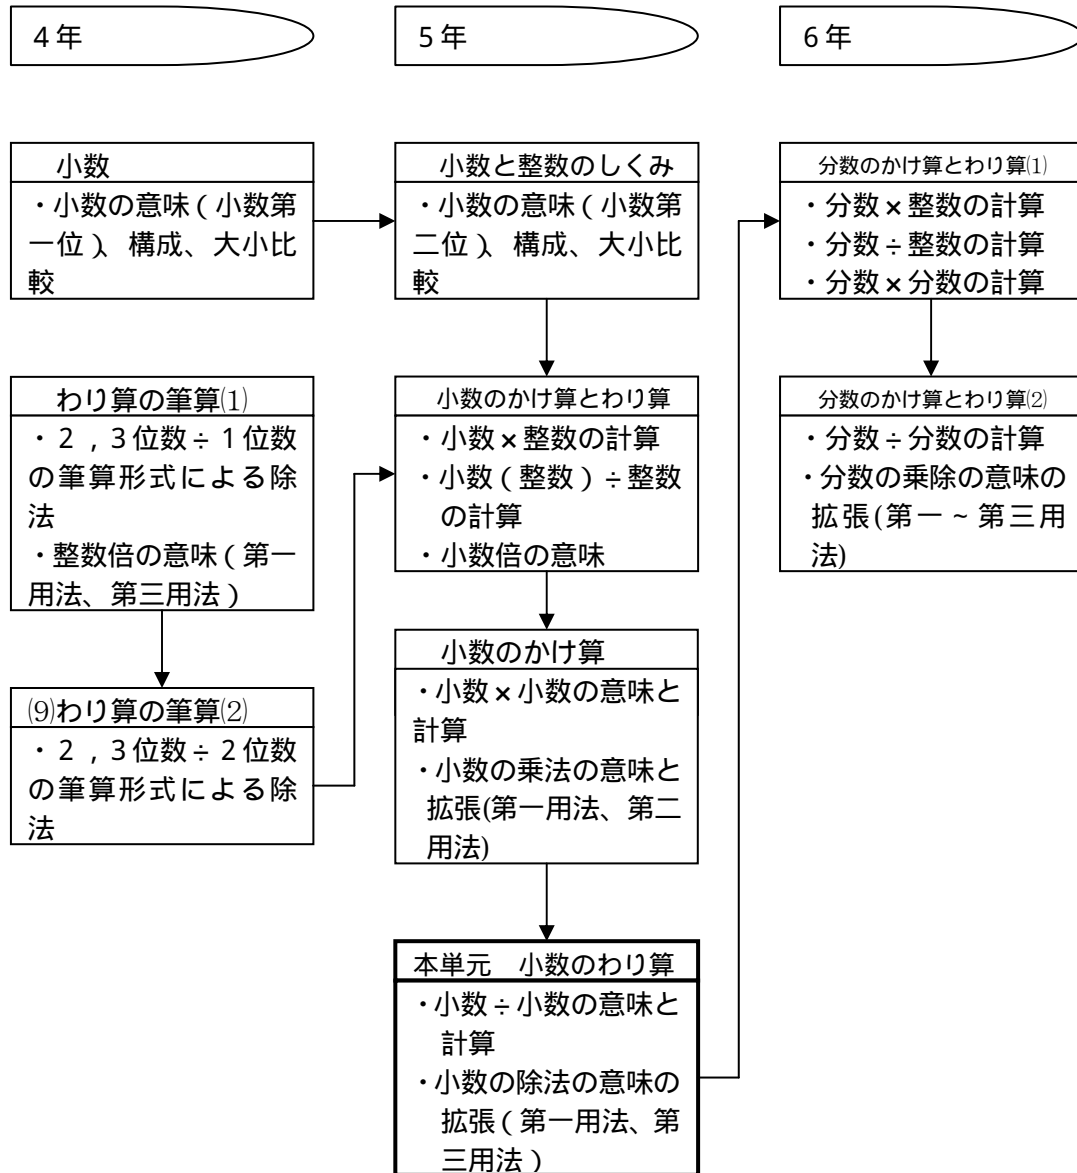 4年
小数
・小数の意味(小数第
一位)、構成、大小比
較
わり算の筆算⑴
・2,3位数÷1位数
の筆算形式による除
法
・整数倍の意味(第一
用法、第三用法)
⑼わり算の筆算⑵
・2,3位数÷2位数
の筆算形式による除
法
5年
小数と整数のしくみ
・小数の意味(小数第
二位)、構成、大小比
較
小数のかけ算とわり算
・小数×整数の計算
・小数(整数)÷整数
の計算
・小数倍の意味
小数のかけ算
・小数×小数の意味と
計算
・小数の乗法の意味と
拡張(第一用法、第二
用法)
本単元 小数のわり算
・小数÷小数の意味と
計算
・小数の除法の意味の
拡張(第一用法、第
三用法)
6年
分数のかけ算とわり算⑴
・分数×整数の計算
・分数÷整数の計算
・分数×分数の計算
分数のかけ算とわり算⑵
・分数÷分数の計算
・分数の乗除の意味の
拡張(第一~第三用
法)